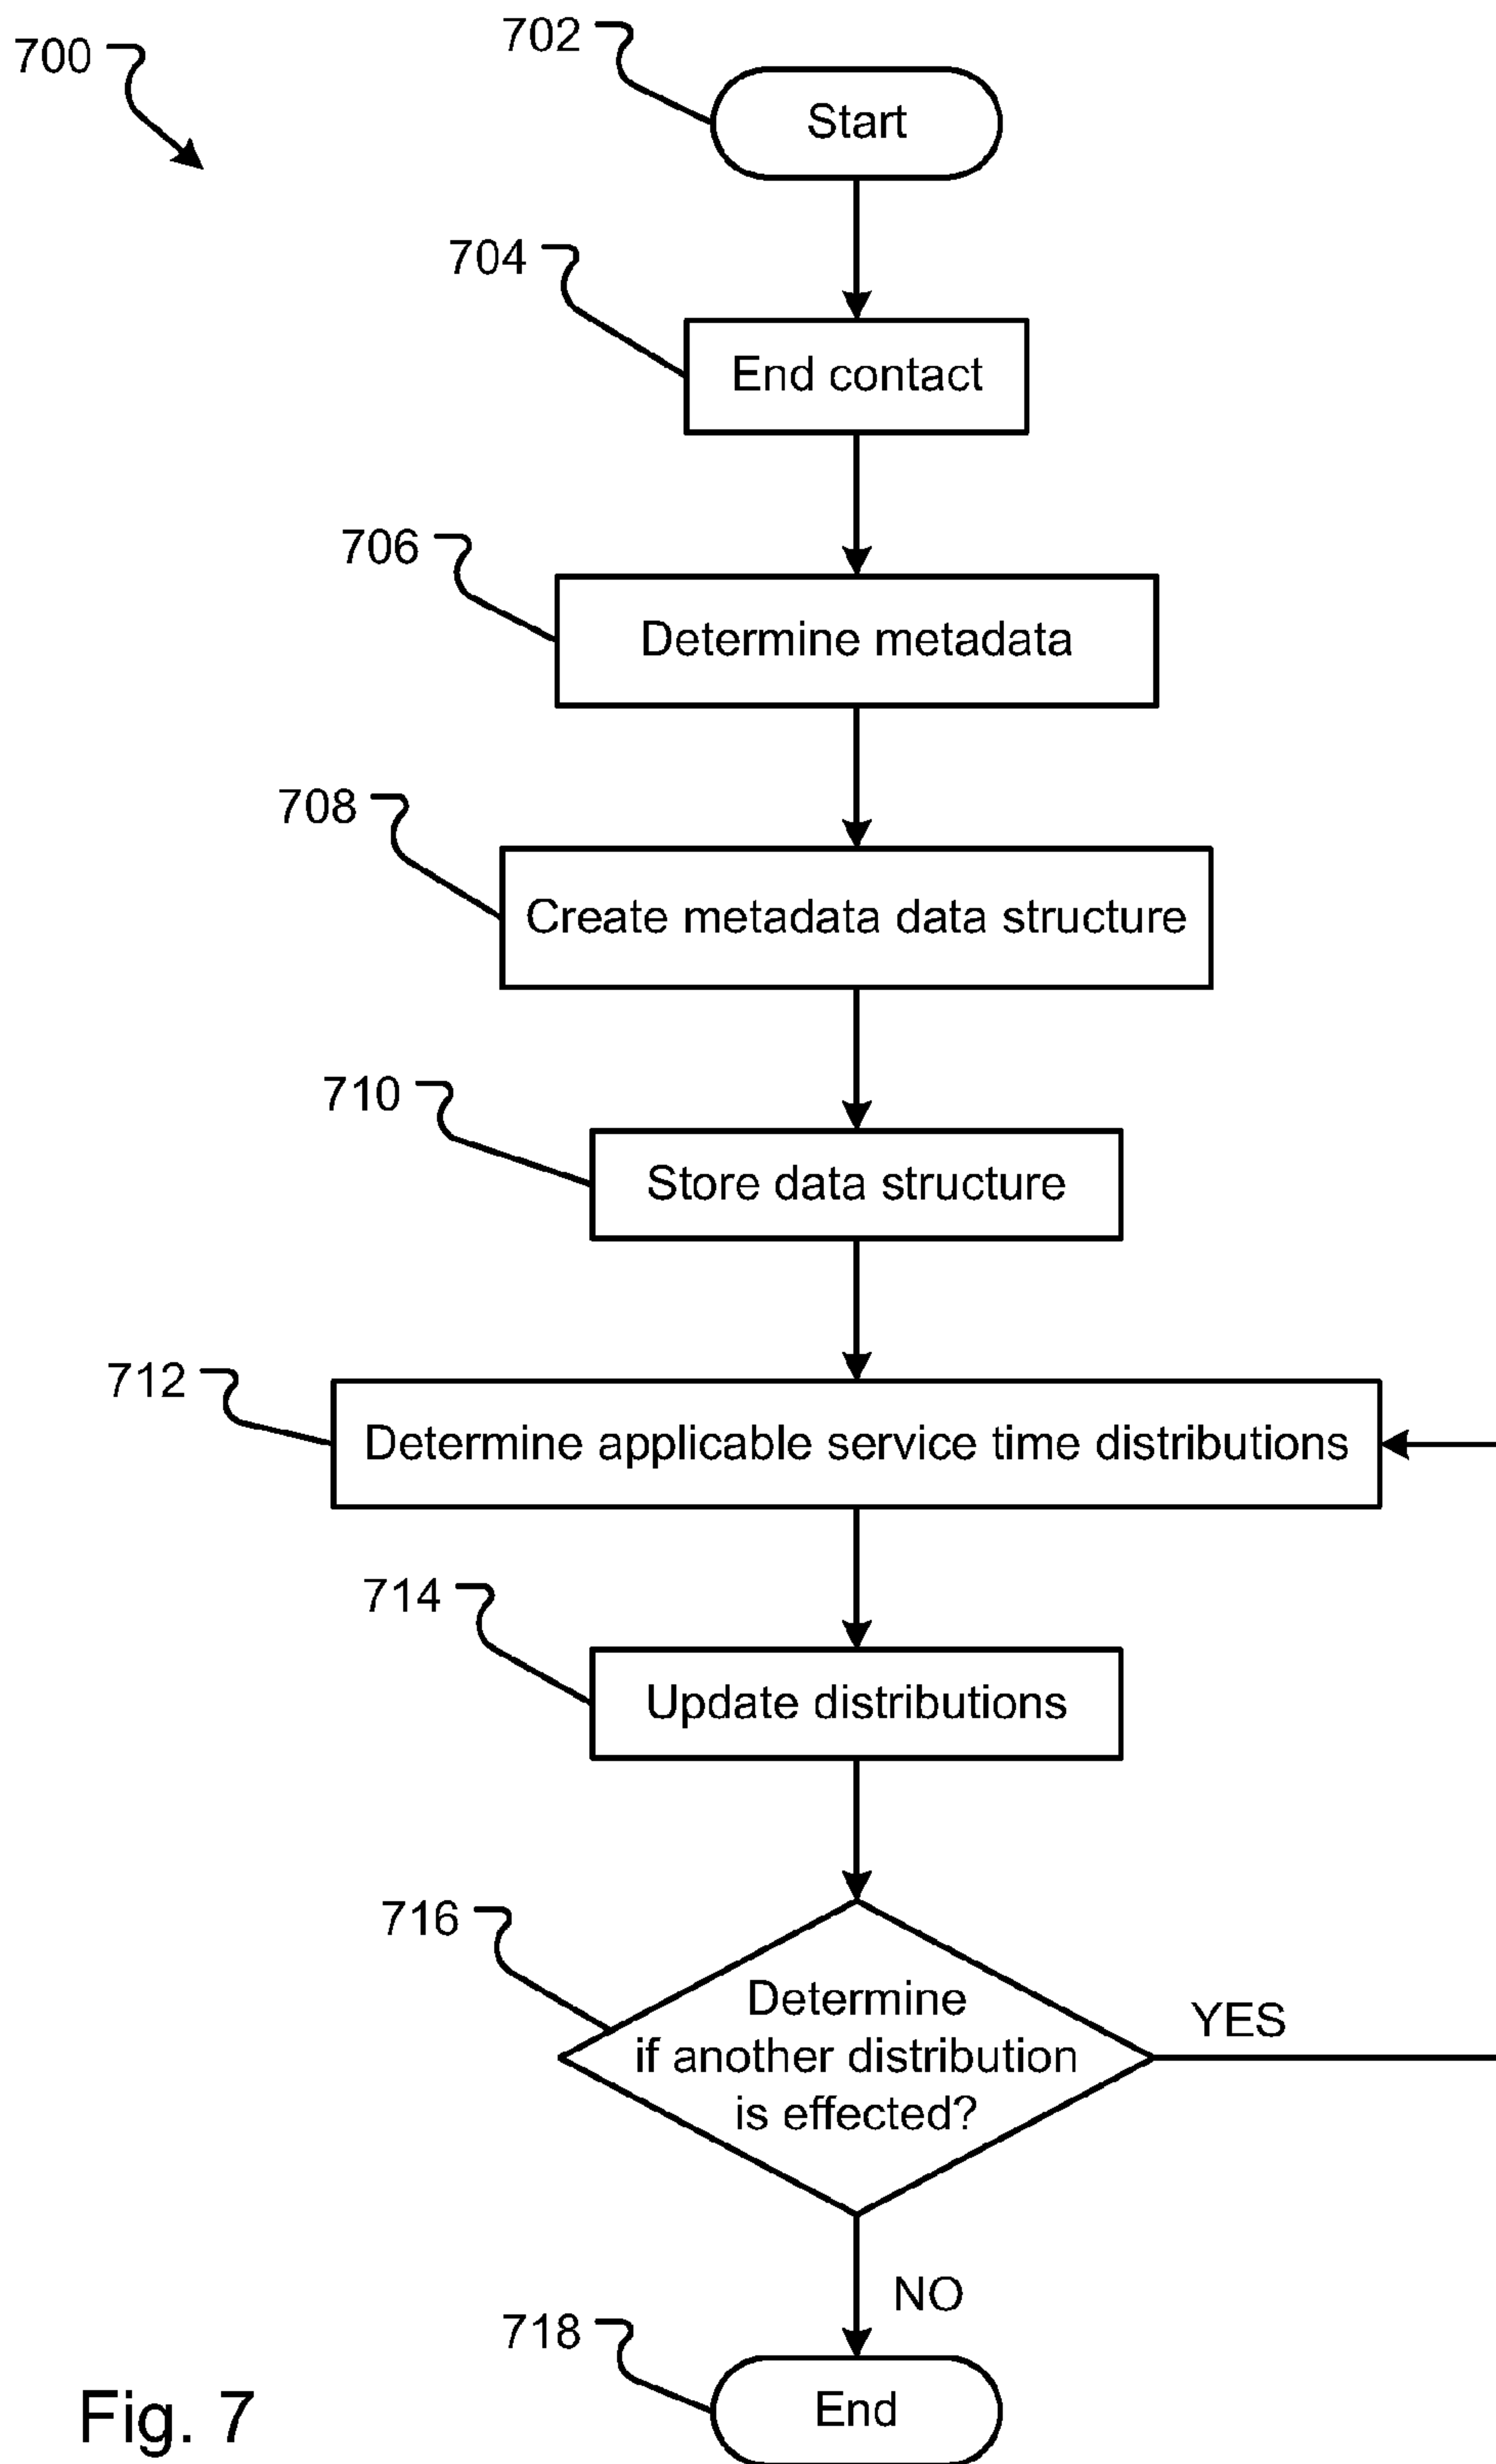 700
702
Start
704
End contact
706
Determine metadata
708
Create metadata data structure
710
Store data structure
712
Determine applicable service time distributions
714
Update distributions
716
Determine
if another distribution
is effected?
YES
NO
718
End
Fig. 7